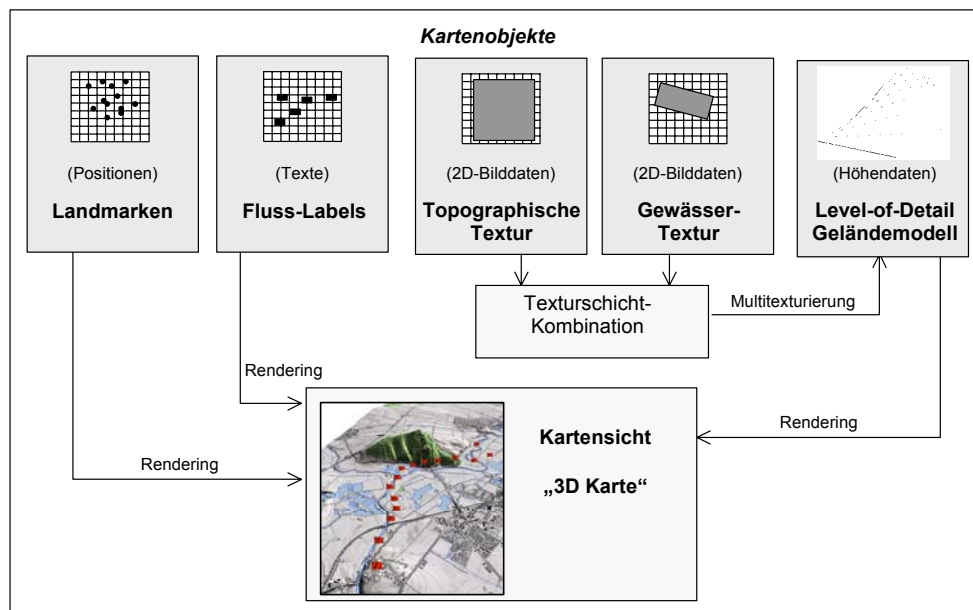 Kartenobjekte
(Positionen)
Landmarken
(Texte)
Fluss-Labels
(2D-Bilddaten)
Topographische
Textur
(2D-Bilddaten)
Gewässer-
Textur
(Höhendaten)
Level-of-Detail
Geländemodell
Texturschicht-
Kombination
Multitexturierung
Rendering
Rendering
Rendering
Kartensicht
„3D Karte“